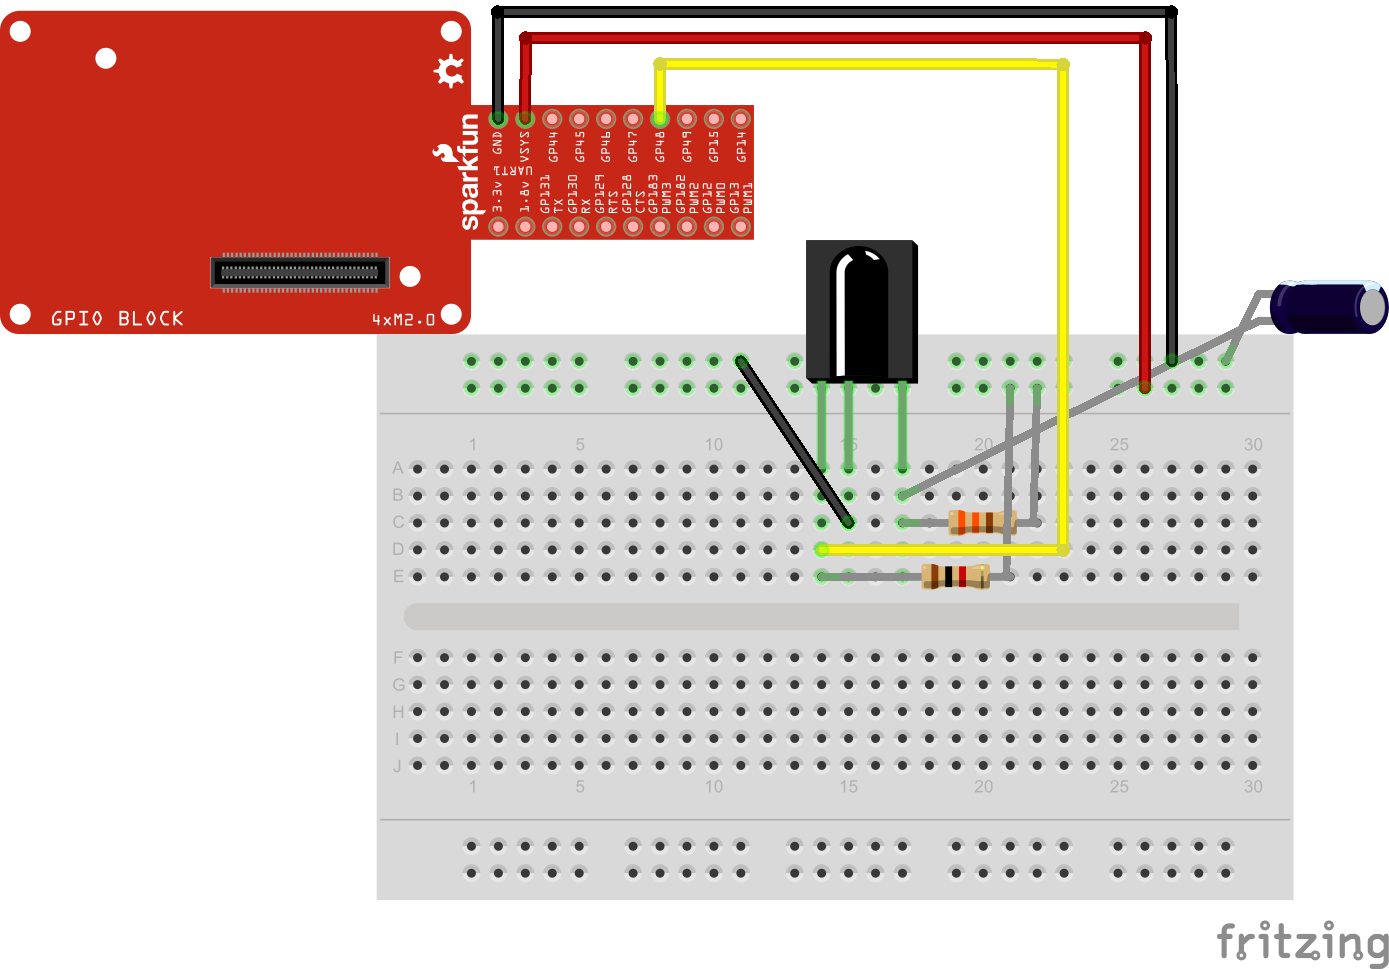 sparkfun
GND VSYS GP44 GP45 GP46 GP47 GP48 GP49 GP15 GP14
UART1
3.3v 1.8v GP131 GP130 GP129 GP128 GP183 GP182 GP12 GP13
TX RX RTS CTS PWM3 PWM2 PWM0 PWM1
GPIO BLOCK
4xM2.0
1 5 10 15 20 25 30
A
B
C
D
E
F
G
H
I
J
1 5 10 15 20 25 30
fritzing